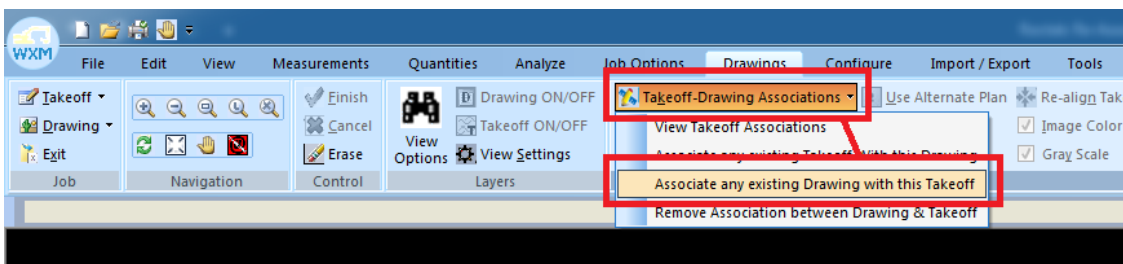 WXM
File Edit View Measurements Quantities Analyze Job Options Drawings Configure Import / Export Tools
Takeoff
Drawing
Exit
Job
Navigation
Finish
Cancel
Erase
Control
View Options
Drawing ON/OFF
Takeoff ON/OFF
View Settings
Layers
Takeoff-Drawing Associations
Use Alternate Plan
Re-align Tak
Image Color
Gray Scale
View Takeoff Associations
Associate any existing Takeoff With this Drawing
Associate any existing Drawing with this Takeoff
Remove Association between Drawing & Takeoff